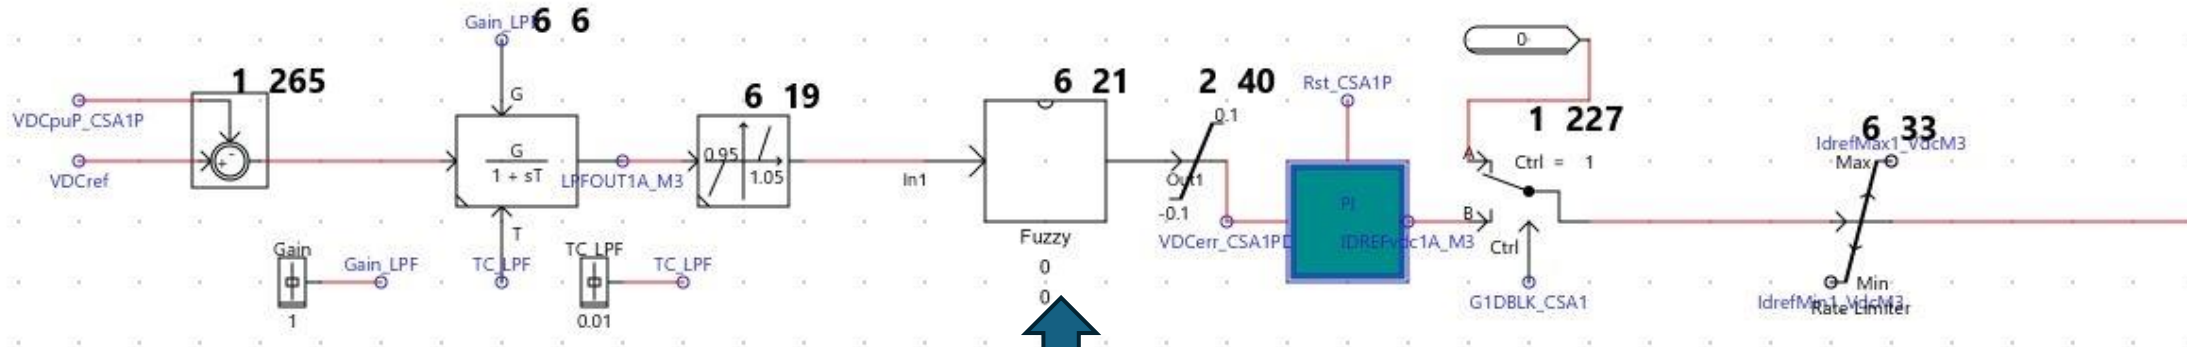 Gain_LPF
6 6
0
1 265
6 19
6 21
2 40
Rst_CSA1P
0.1
VDCpuP_CSA1P
G
1 227
6 33
IdrefMax1_VdcM3
Max
+ -
G
1 + sT
0.95
1.05
A
Ctrl = 1
VDCref
LPFOUT1A_M3
In1
Out1
PI
-0.1
B
T
Fuzzy
VDCerr_CSA1P
IDREFvdc1A_M3
Ctrl
Gain
Gain_LPF
TC_LPF
TC_LPF
TC_LPF
0
0
G1DBLK_CSA1
Min
IdrefMin1_VdcM3
Rate Limiter
1
0.01